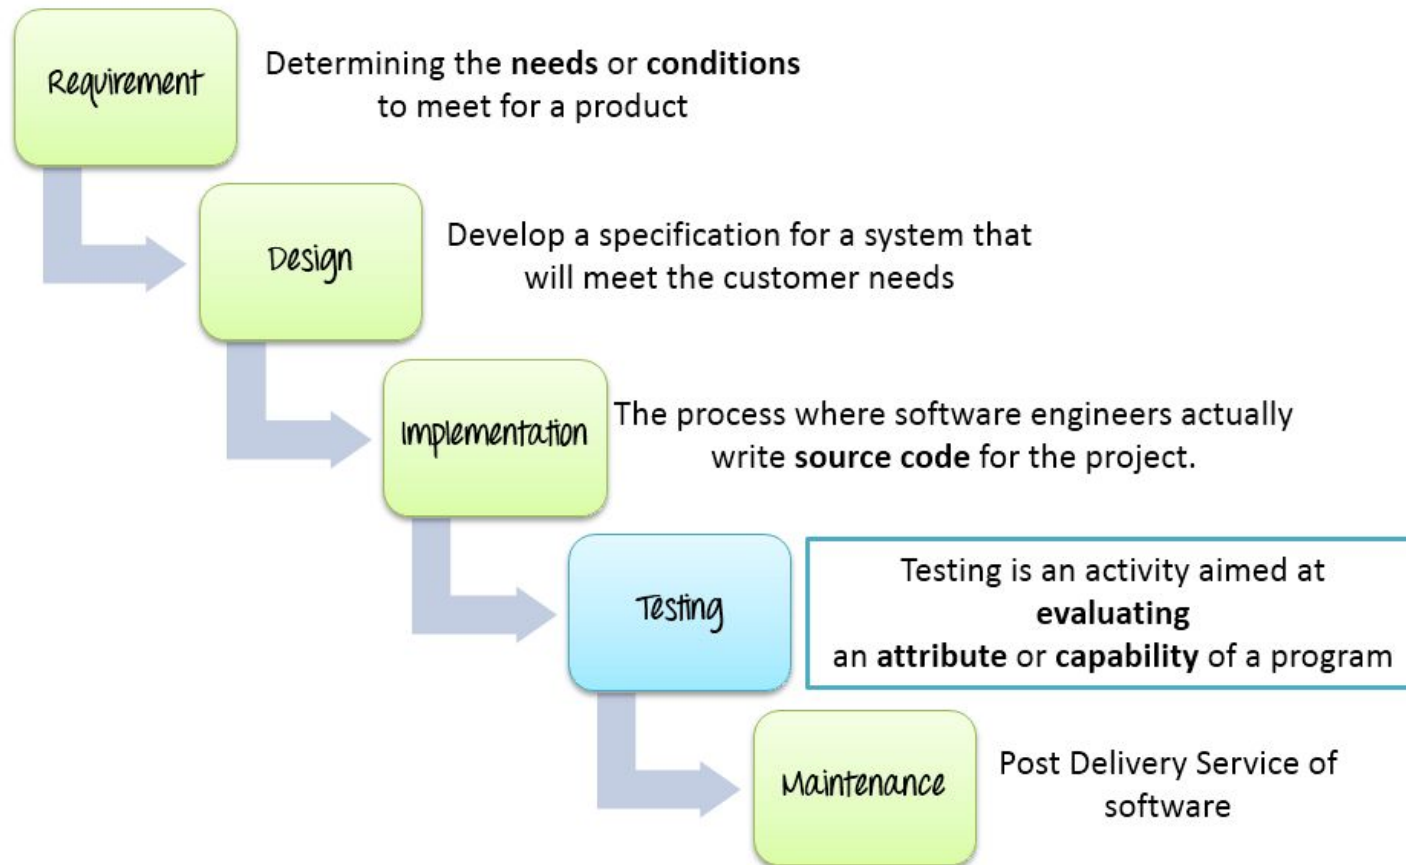 Requirement
Determining the needs or conditions
to meet for a product
Design
Develop a specification for a system that
will meet the customer needs
Implementation
The process where software engineers actually
write source code for the project.
Testing
Testing is an activity aimed at
evaluating
an attribute or capability of a program
Maintenance
Post Delivery Service of
software